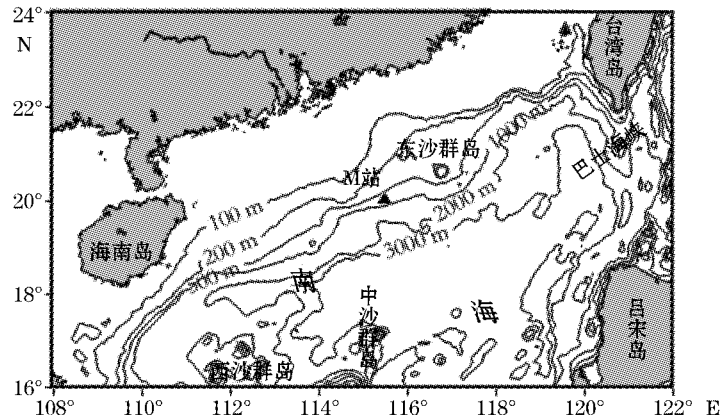 24°
N
22°
20°
18°
16°
108°
110°
112°
114°
116°
118°
120°
122° E
台湾岛
巴士海峡
东沙群岛
M站
1000 m
100 m
200 m
500 m
2000 m
3000 m
海南岛
南
海
中沙群岛
西沙群岛
吕宋岛